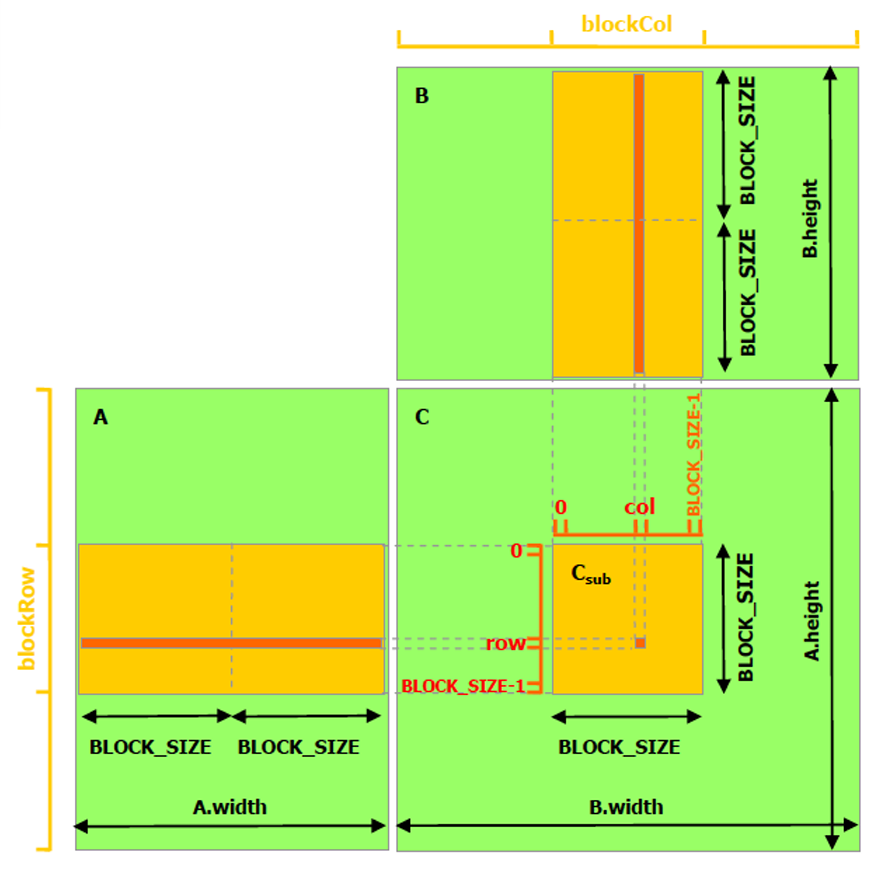 blockCol
B
BLOCK_SIZE
BLOCK_SIZE
B.height
A
C
BLOCK_SIZE-1
0
col
blockRow
0
Csub
BLOCK_SIZE
A.height
row
BLOCK_SIZE-1
BLOCK_SIZE
BLOCK_SIZE
BLOCK_SIZE
A.width
B.width